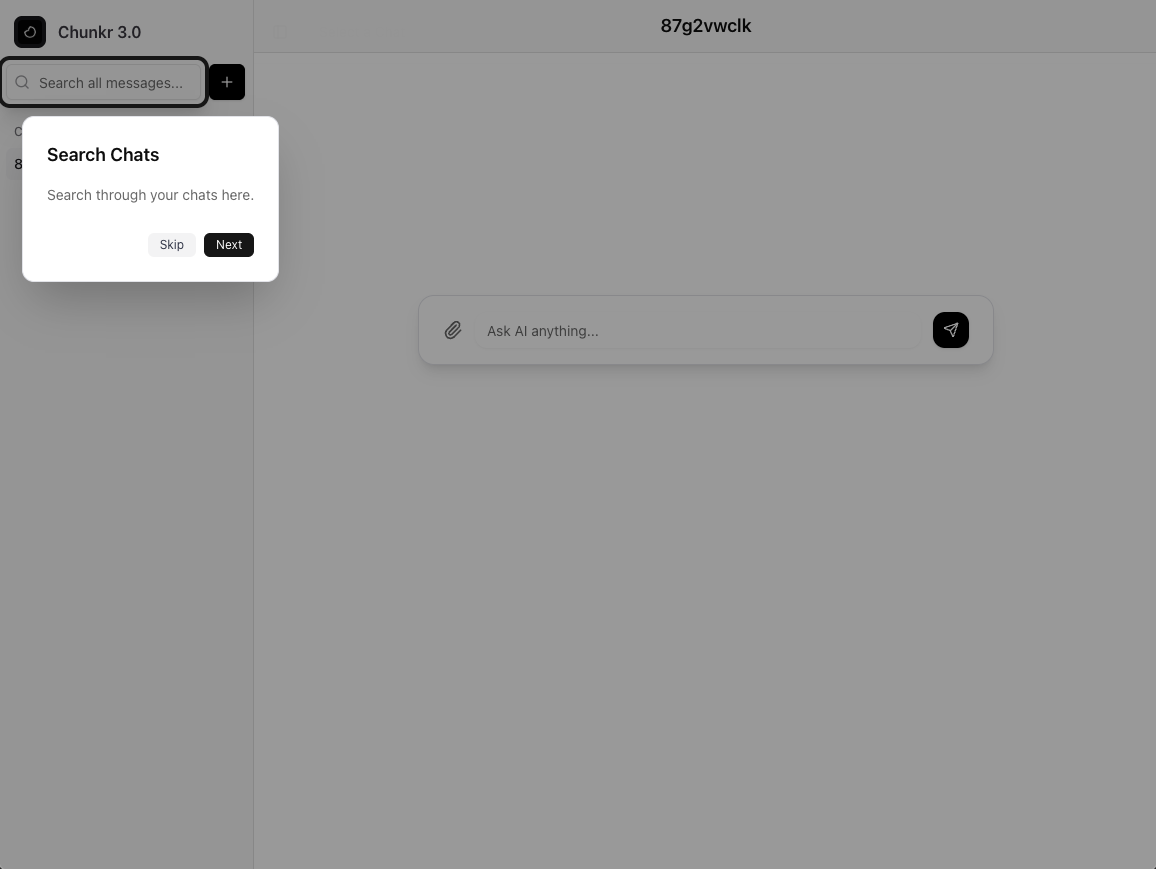 Chunkr 3.0
87g2vwclk
Search all messages...
Search Chats
Search through your chats here.
Skip
Next
Ask AI anything...